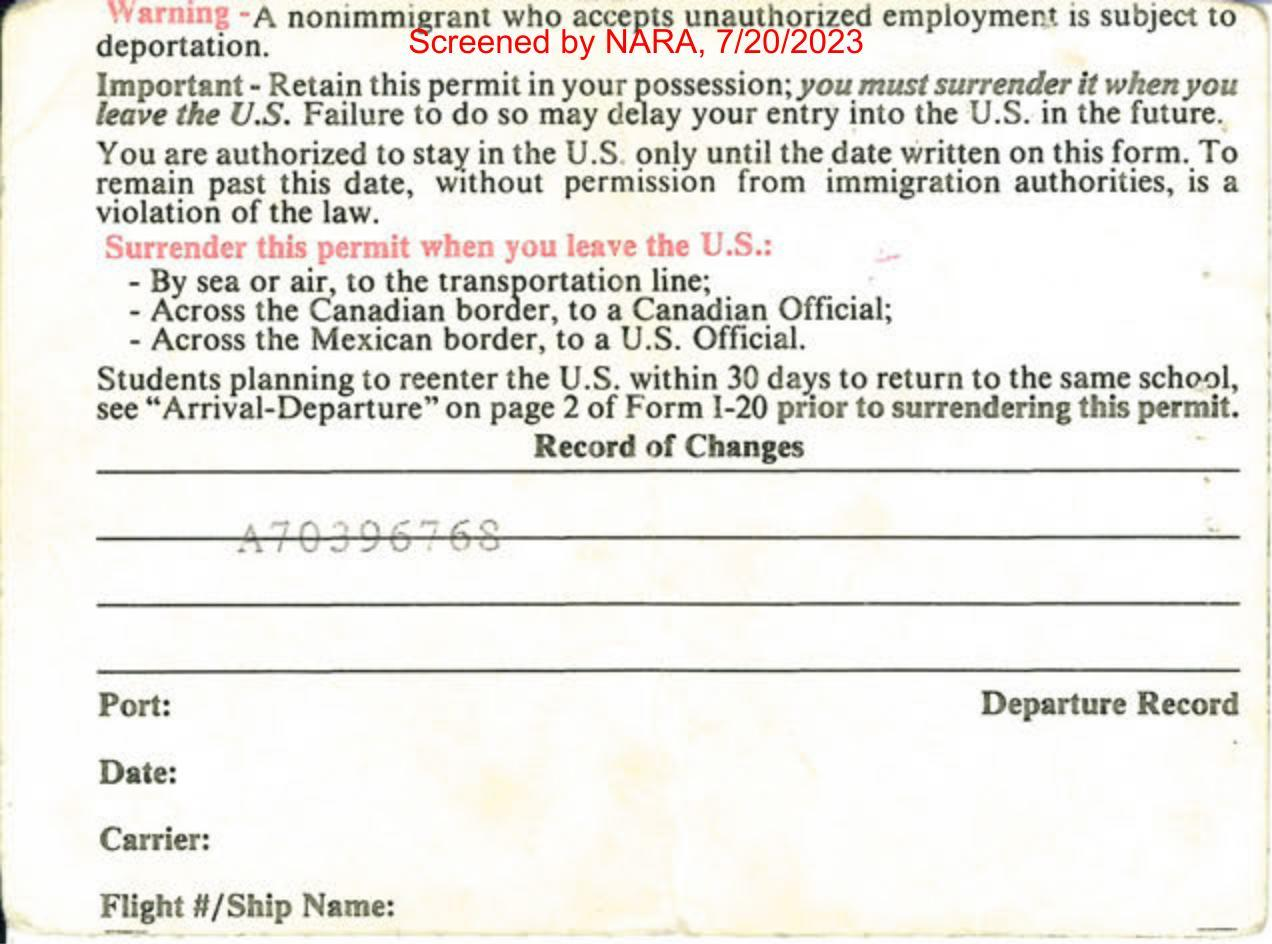 Warning - A nonimmigrant who accepts unauthorized employment is subject to
deportation.
Screened by NARA, 7/20/2023
Important - Retain this permit in your possession; you must surrender it when you
leave the U.S. Failure to do so may delay your entry into the U.S. in the future.
You are authorized to stay in the U.S. only until the date written on this form. To
remain past this date, without permission from immigration authorities, is a
violation of the law.
Surrender this permit when you leave the U.S.:
- By sea or air, to the transportation line;
- Across the Canadian border, to a Canadian Official;
- Across the Mexican border, to a U.S. Official.
Students planning to reenter the U.S. within 30 days to return to the same school,
see “Arrival-Departure” on page 2 of Form I-20 prior to surrendering this permit.
Record of Changes
A70396768
Port:
Departure Record
Date:
Carrier:
Flight #/Ship Name: